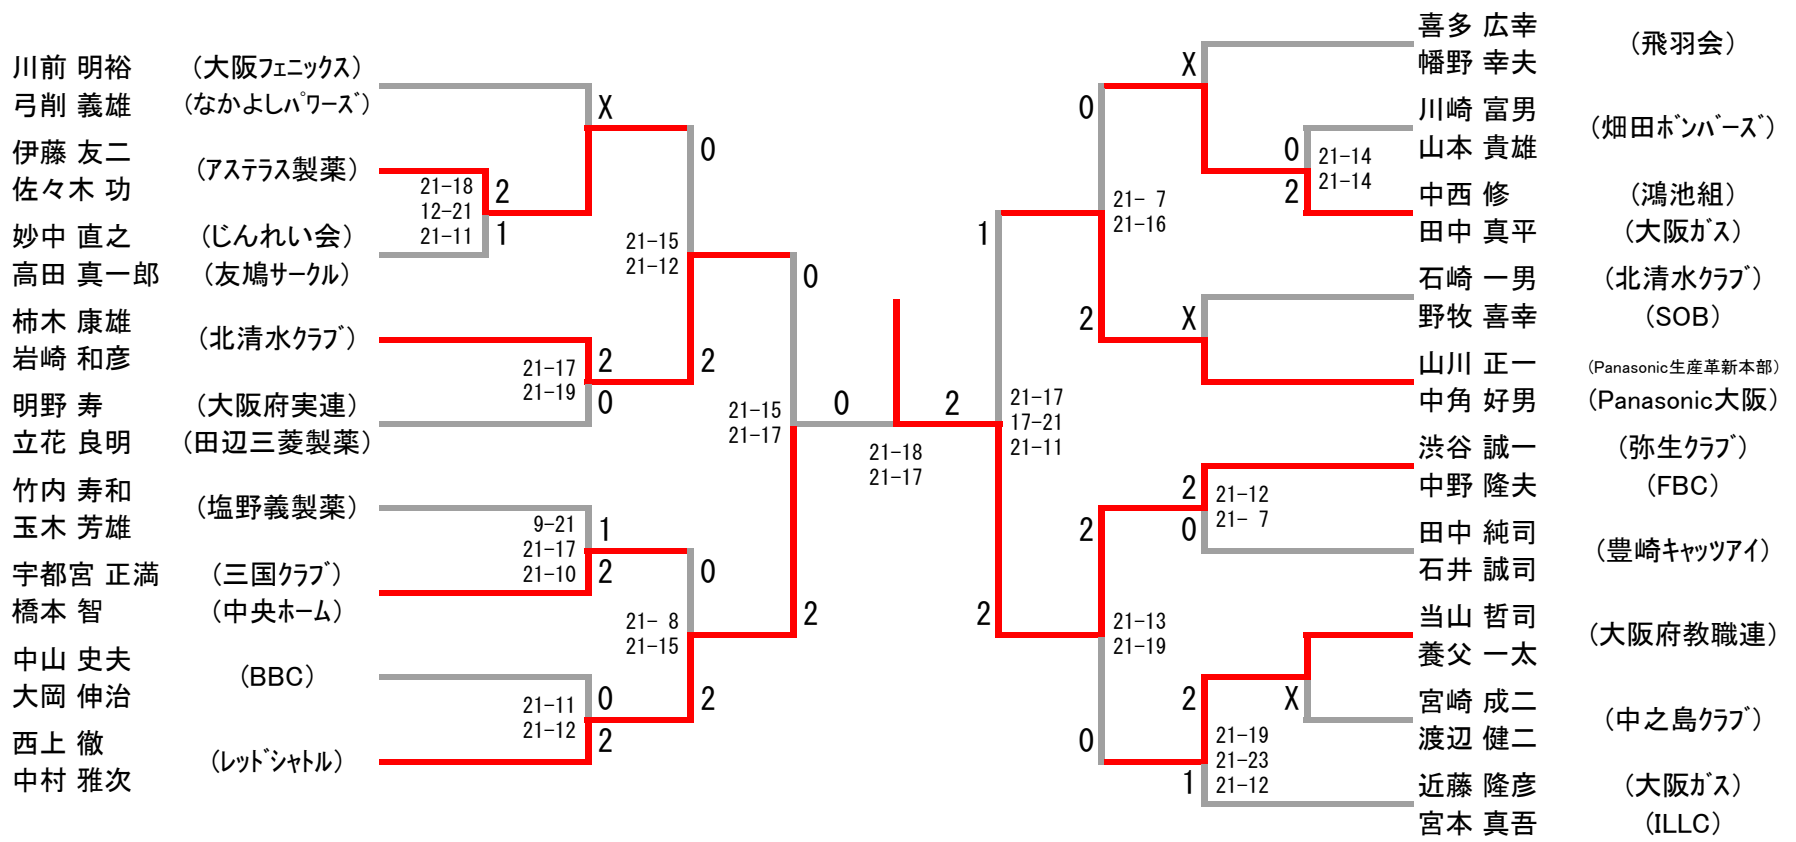 川前 明裕 (大阪フェニックス)
弓削 義雄 (なかよしﾊﾟﾜｰｽﾞ)
伊藤 友二
(アステラス製薬)
佐々木 功
妙中 直之 (じんれい会)
高田 真一郎 (友鳩サークル)
柿木 康雄
(北清水クラブ)
岩崎 和彦
明野 寿 (大阪府実連)
立花 良明 (田辺三菱製薬)
竹内 寿和
(塩野義製薬)
玉木 芳雄
宇都宮 正満 (三国クラブ)
橋本 智 (中央ホーム)
中山 史夫
(BBC)
大岡 伸治
西上 徹
(レッドシャトル)
中村 雅次
X
21-18
12-21
21-11
2
1
21-17
21-19
2
0
9-21
21-17
21-10
1
2
21-11
21-12
0
2
0
21-15
21-12
2
0
21- 8
21-15
2
0
21-15
21-17
2
0
2
21-18
21-17
1
21-17
17-21
21-11
2
0
21- 7
21-16
2
2
21-13
21-19
0
X
0
2
21-14
21-14
X
2
0
21-12
21- 7
X
2
1
21-19
21-23
21-12
喜多 広幸
(飛羽会)
幡野 幸夫
川崎 富男
(畑田ﾎﾞﾝﾊﾞｰｽﾞ)
山本 貴雄
中西 修 (鴻池組)
田中 真平 (大阪ガス)
石崎 一男 (北清水クラブ)
野牧 喜幸 (SOB)
山川 正一 (Panasonic生産革新本部)
中角 好男 (Panasonic大阪)
渋谷 誠一 (弥生クラブ)
中野 隆夫 (FBC)
田中 純司
(豊崎キャッツアイ)
石井 誠司
当山 哲司
(大阪府教職連)
養父 一太
宮崎 成二
(中之島クラブ)
渡辺 健二
近藤 隆彦 (大阪ガス)
宮本 真吾 (ILLC)